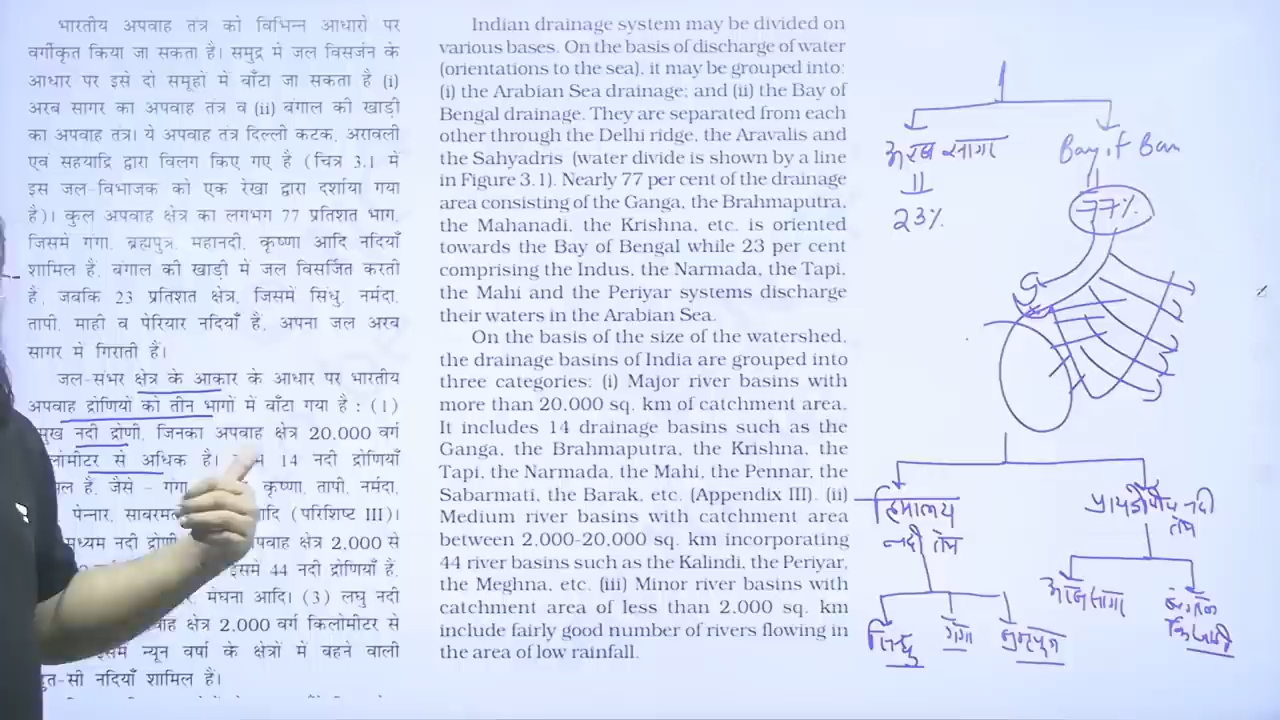 भारतीय अपवाह तंत्र को विभिन्न आधारों पर
वर्गीकृत किया जा सकता है। समुद्र में जल विसर्जन के
आधार पर इसे दो समूहों में बाँटा जा सकता है (i)
अरब सागर का अपवाह तंत्र व (ii) बंगाल की खाड़ी
का अपवाह तंत्र। ये अपवाह तंत्र दिल्ली कटक, अरावली
एवं सहयाद्रि द्वारा विलग किए गए है (चित्र 3.1 में
इस जल-विभाजक को एक रेखा द्वारा दर्शाया गया
है)। कुल अपवाह क्षेत्र का लगभग 77 प्रतिशत भाग,
जिसमें गंगा, ब्रह्मपुत्र, महानदी, कृष्णा आदि नदियाँ
शामिल हैं, बंगाल की खाड़ी में जल विसर्जित करती
हैं, जबकि 23 प्रतिशत क्षेत्र, जिसमें सिंधु, नर्मदा,
तापी, माही व पेरियार नदियाँ हैं, अपना जल अरब
सागर में गिराती हैं।
जल-संभर क्षेत्र के आकार के आधार पर भारतीय
अपवाह द्रोणियों को तीन भागों में बाँटा गया है : (1)
मुख नदी द्रोणी, जिनका अपवाह क्षेत्र 20,000 वर्ग
लोमीटर से अधिक है। 14 नदी द्रोणियाँ
मिल हैं, जैसे – गंगा, कृष्णा, तापी, नर्मदा,
पेन्नार, साबरमती आदि (परिशिष्ट III)।
मध्यम नदी द्रोणी अपवाह क्षेत्र 2,000 से
इसमें 44 नदी द्रोणियाँ हैं,
मेघना आदि। (3) लघु नदी
वाह क्षेत्र 2,000 वर्ग किलोमीटर से
इसमें न्यून वर्षा के क्षेत्रों में बहने वाली
हुत-सी नदियाँ शामिल हैं।
Indian drainage system may be divided on
various bases. On the basis of discharge of water
(orientations to the sea), it may be grouped into:
(i) the Arabian Sea drainage; and (ii) the Bay of
Bengal drainage. They are separated from each
other through the Delhi ridge, the Aravalis and
the Sahyadris (water divide is shown by a line
in Figure 3.1). Nearly 77 per cent of the drainage
area consisting of the Ganga, the Brahmaputra,
the Mahanadi, the Krishna, etc. is oriented
towards the Bay of Bengal while 23 per cent
comprising the Indus, the Narmada, the Tapi,
the Mahi and the Periyar systems discharge
their waters in the Arabian Sea.
On the basis of the size of the watershed,
the drainage basins of India are grouped into
three categories: (i) Major river basins with
more than 20,000 sq. km of catchment area.
It includes 14 drainage basins such as the
Ganga, the Brahmaputra, the Krishna, the
Tapi, the Narmada, the Mahi, the Pennar, the
Sabarmati, the Barak, etc. (Appendix III). (ii)
Medium river basins with catchment area
between 2,000-20,000 sq. km incorporating
44 river basins such as the Kalindi, the Periyar,
the Meghna, etc. (iii) Minor river basins with
catchment area of less than 2,000 sq. km
include fairly good number of rivers flowing in
the area of low rainfall.
अरब सागर
23%
Bay of Ban
77%
हिमालय
नदी तंत्र
सिन्धु
गंगा
ब्रह्मपुत्र
प्रायद्वीपीय नदी
तंत्र
अरब सागर
बंगाल
कि खाड़ी